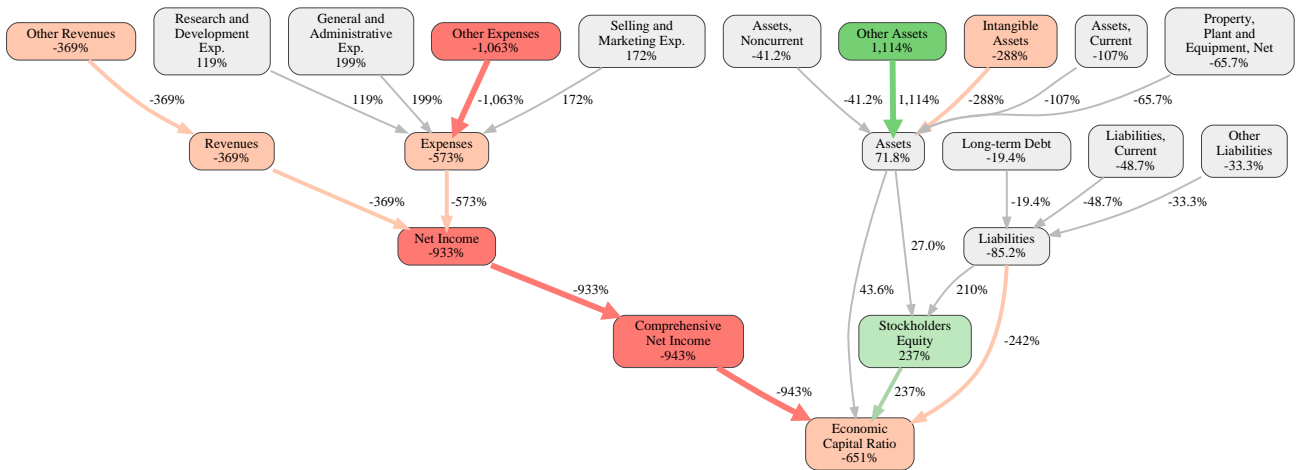 Other Revenues
-369%
Research and
Development
Exp.
119%
General and
Administrative
Exp.
199%
Other Expenses
-1,063%
Selling and
Marketing Exp.
172%
Assets,
Noncurrent
-41.2%
Other Assets
1,114%
Intangible
Assets
-288%
Assets,
Current
-107%
Property,
Plant and
Equipment, Net
-65.7%
-369%
119%
199%
-1,063%
172%
-41.2%
1,114%
-288%
-107%
-65.7%
Revenues
-369%
Expenses
-573%
Assets
71.8%
Long-term Debt
-19.4%
Liabilities,
Current
-48.7%
Other
Liabilities
-33.3%
-369%
-573%
-19.4%
-48.7%
-33.3%
Net Income
-933%
27.0%
Liabilities
-85.2%
-933%
43.6%
210%
Comprehensive
Net Income
-943%
Stockholders
Equity
237%
-242%
-943%
237%
Economic
Capital Ratio
-651%